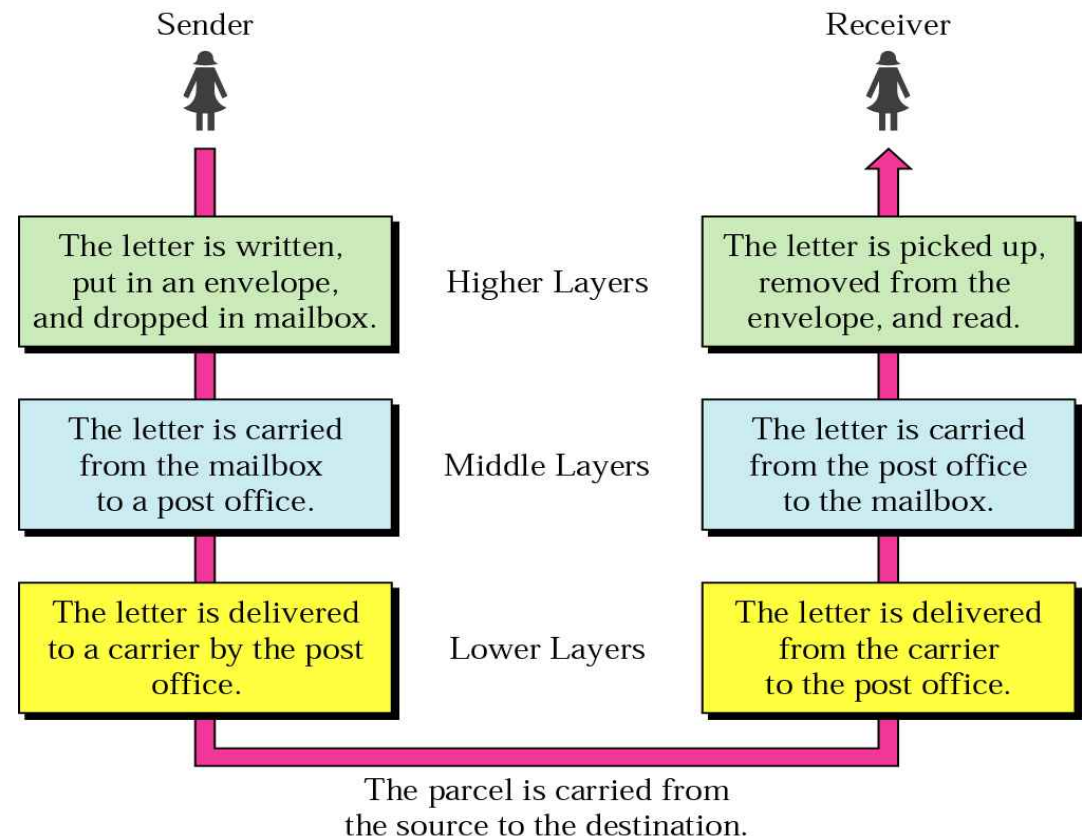 Sender
Receiver
The letter is written,
put in an envelope,
and dropped in mailbox.
Higher Layers
The letter is picked up,
removed from the
envelope, and read.
The letter is carried
from the mailbox
to a post office.
Middle Layers
The letter is carried
from the post office
to the mailbox.
The letter is delivered
to a carrier by the post
office.
Lower Layers
The letter is delivered
from the carrier
to the post office.
The parcel is carried from
the source to the destination.